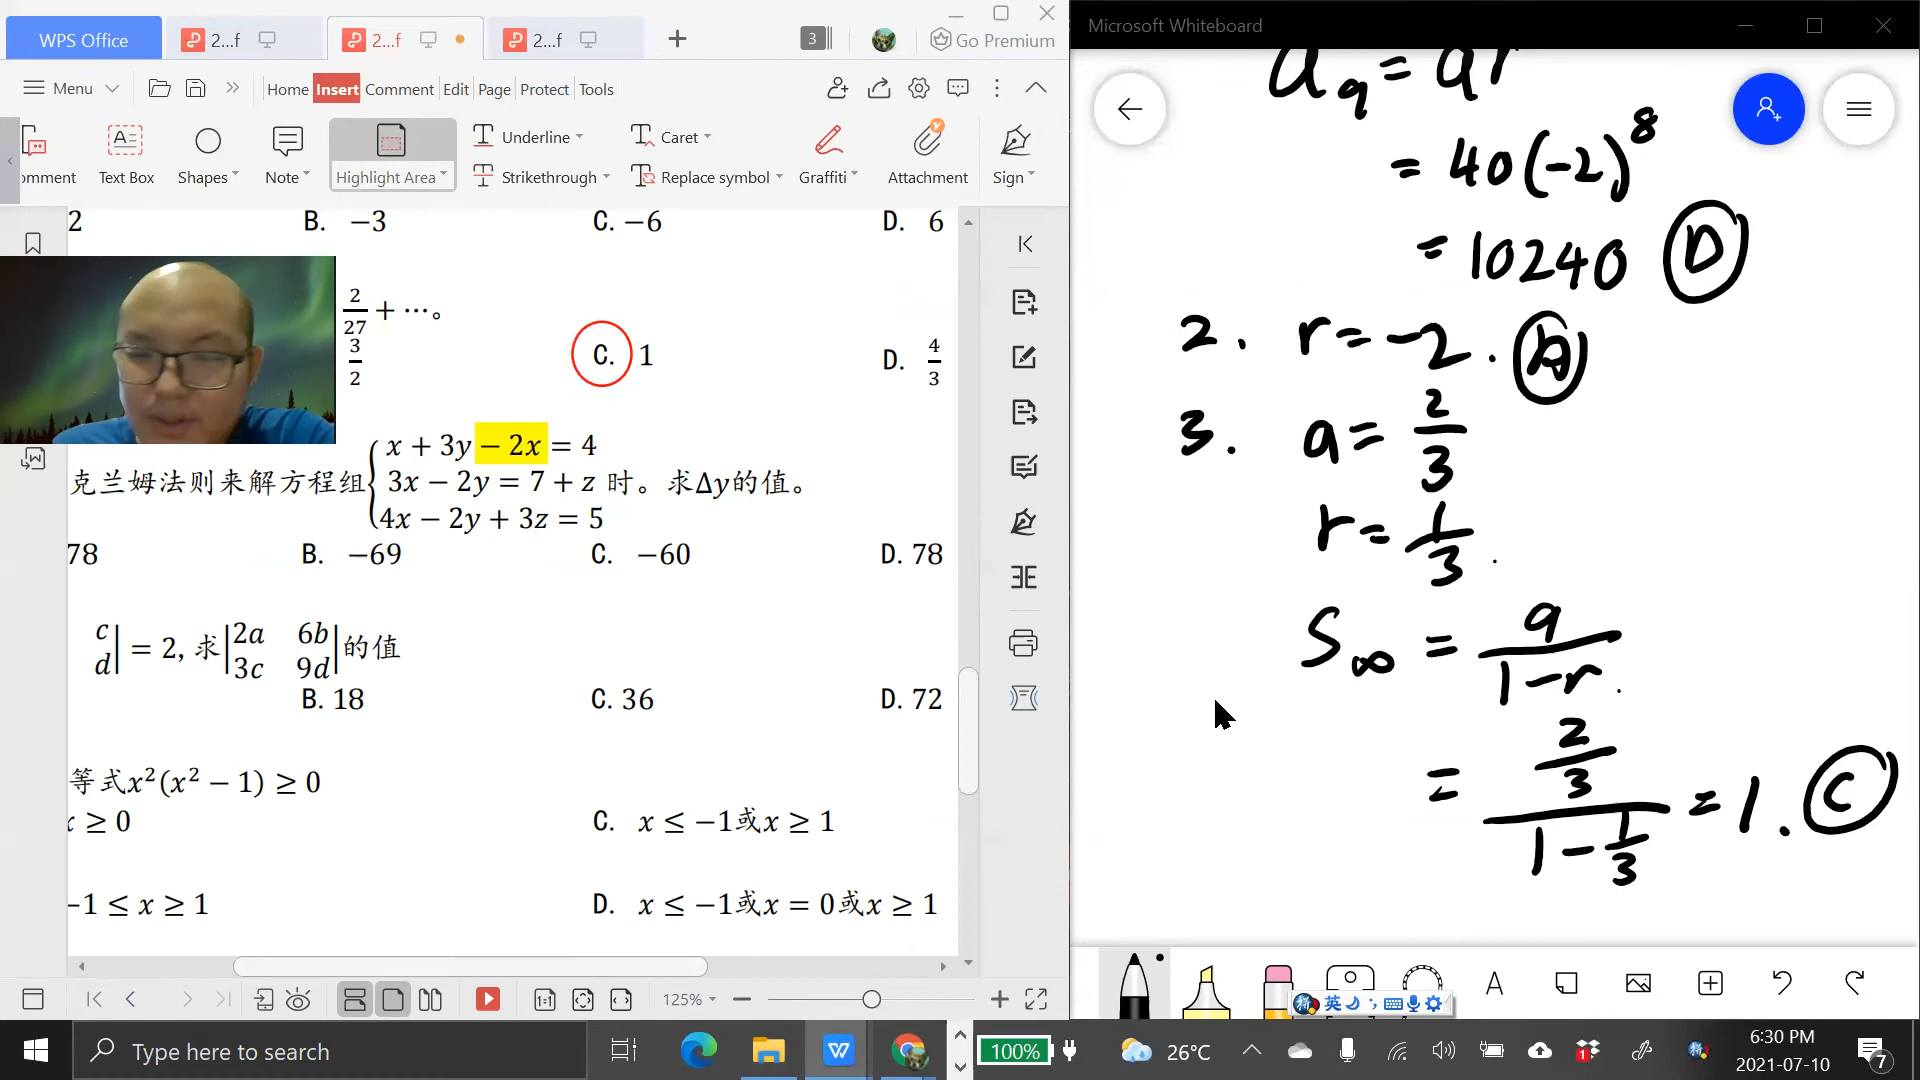 WPS Office
2...f
2...f
2...f
3
Go Premium
Menu
Home Insert Comment Edit Page Protect Tools
omment
Text Box
Shapes
Note
Highlight Area
Underline
Strikethrough
Caret
Replace symbol
Graffiti
Attachment
Sign
2 B. −3 C. −6 D. 6
2/27 + ⋯。
3/2 C. 1 D. 4/3
克兰姆法则来解方程组{x + 3y − 2x = 4
3x − 2y = 7 + z 时。求Δy的值。
4x − 2y + 3z = 5
78 B. −69 C. −60 D. 78
c
d| = 2, 求|2a 6b
3c 9d|的值
B. 18 C. 36 D. 72
等式x²(x² − 1) ≥ 0
x ≥ 0 C. x ≤ −1或x ≥ 1
−1 ≤ x ≥ 1 D. x ≤ −1或x = 0或x ≥ 1
125%
Microsoft Whiteboard
a₉ = ar
= 40(-2)⁸
= 10240 D
2. r = -2. A
3. a = 2/3
r = 1/3.
S∞ = a/(1-r).
= (2/3)/(1-1/3) = 1. C
英
Type here to search
100%
26°C
1
6:30 PM
2021-07-10
7